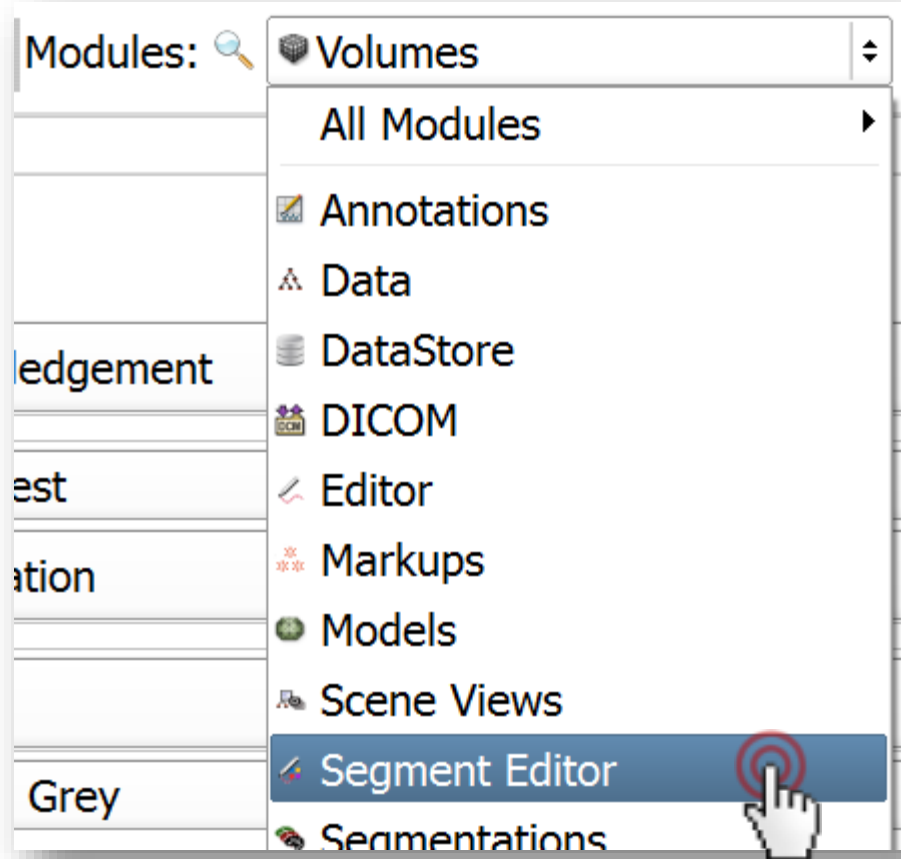 Modules: Volumes
All Modules
Annotations
Data
DataStore
ledgement
DICOM
est
Editor
ation
Markups
Models
Scene Views
Segment Editor
Grey
Segmentations